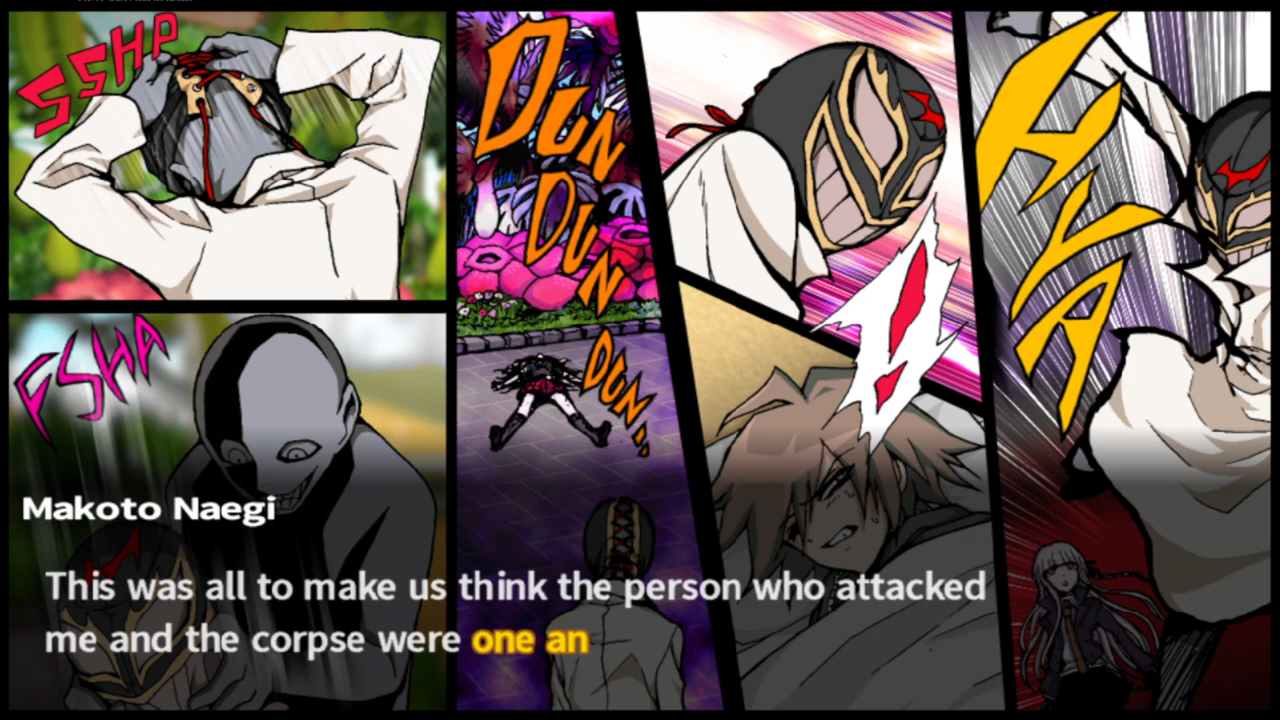 SSHP
DUN
DUN
DUN
HYA
FSHA
Makoto Naegi
This was all to make us think the person who attacked
me and the corpse were one an